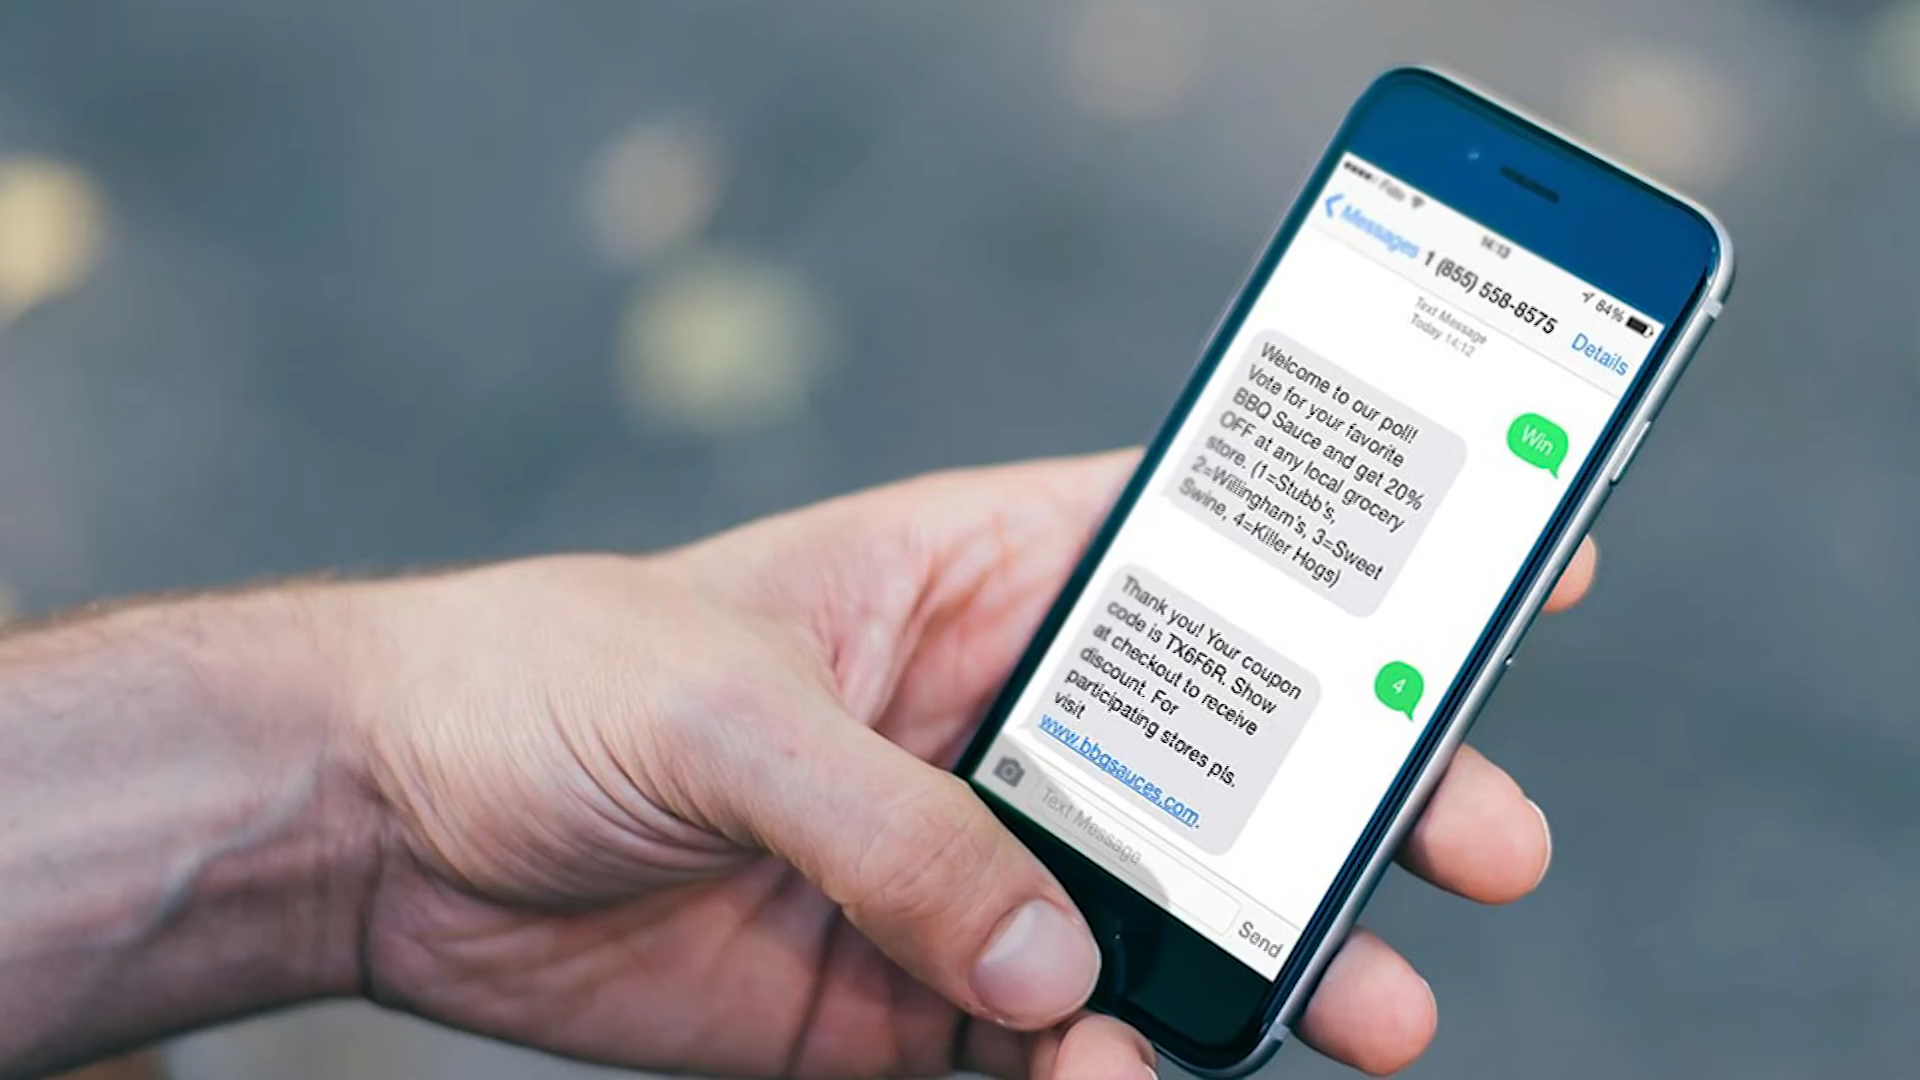 14:13
84%
Messages 1 (855) 558-8575 Details
Text Message
Today 14:12
Win
Welcome to our poll!
Vote for your favorite
BBQ Sauce and get 20%
OFF at any local grocery
store. (1=Stubb's,
2=Willingham's, 3=Sweet
Swine, 4=Killer Hogs)
4
Thank you! Your coupon
code is TX6F6R. Show
at checkout to receive
discount. For
participating stores pls.
visit
www.bbqsauces.com.
Text Message
Send